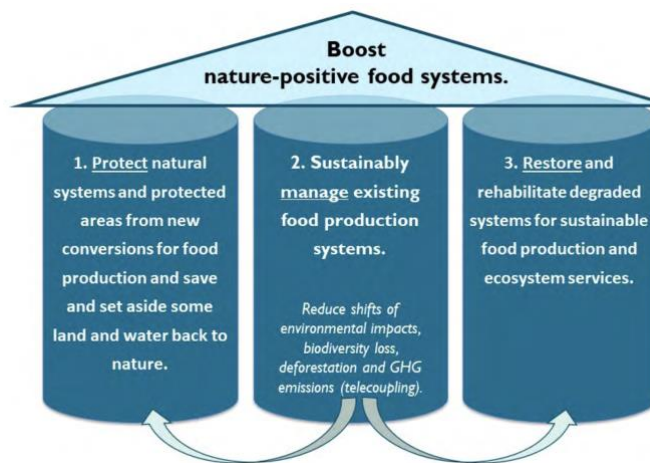 Boost
nature-positive food systems.
1. Protect natural
systems and protected
areas from new
conversions for food
production and save
and set aside some
land and water back to
nature.
2. Sustainably
manage existing
food production
systems.
Reduce shifts of
environmental impacts,
biodiversity loss,
deforestation and GHG
emissions (telecoupling).
3. Restore and
rehabilitate degraded
systems for sustainable
food production and
ecosystem services.